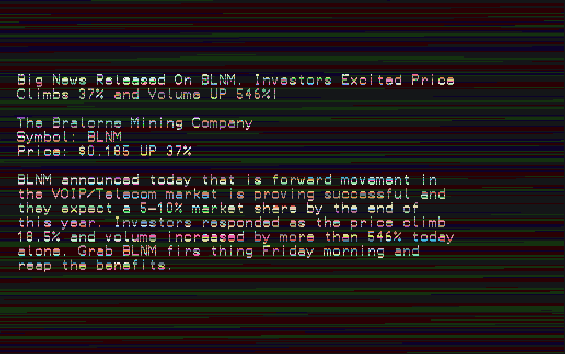 Big News Released On BLNM. Investors Excited Price
Climbs 37% and Volume UP 546%!
The Bralorne Mining Company
Symbol: BLNM
Price: $0.185 UP 37%
BLNM announced today that is forward movement in
the VOIP/Telecom market is proving successful and
they expect a 5-10% market share by the end of
this year. Investors responded as the price climb
18.5% and volume increased by more than 546% today
alone. Grab BLNM firs thing Friday morning and
reap the benefits.